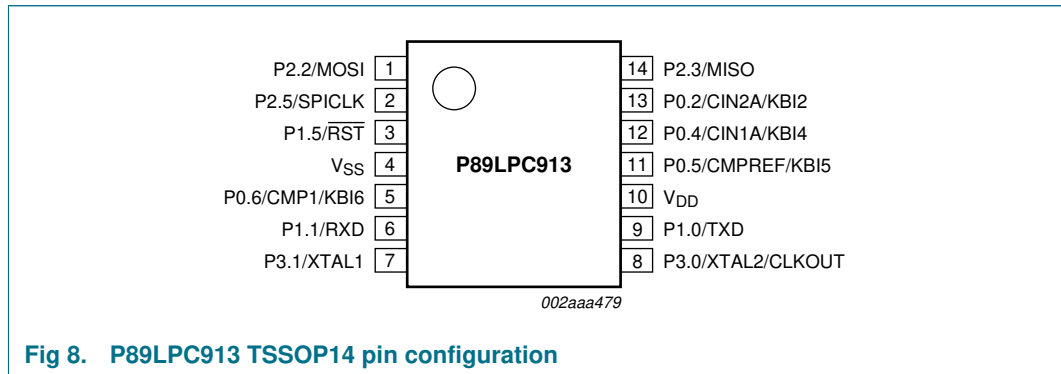 P2.2/MOSI 1 14 P2.3/MISO
P2.5/SPICLK 2 13 P0.2/CIN2A/KBI2
P1.5/R̅S̅T̅ 3 12 P0.4/CIN1A/KBI4
VSS 4 P89LPC913 11 P0.5/CMPREF/KBI5
P0.6/CMP1/KBI6 5 10 VDD
P1.1/RXD 6 9 P1.0/TXD
P3.1/XTAL1 7 8 P3.0/XTAL2/CLKOUT
002aaa479
Fig 8. P89LPC913 TSSOP14 pin configuration